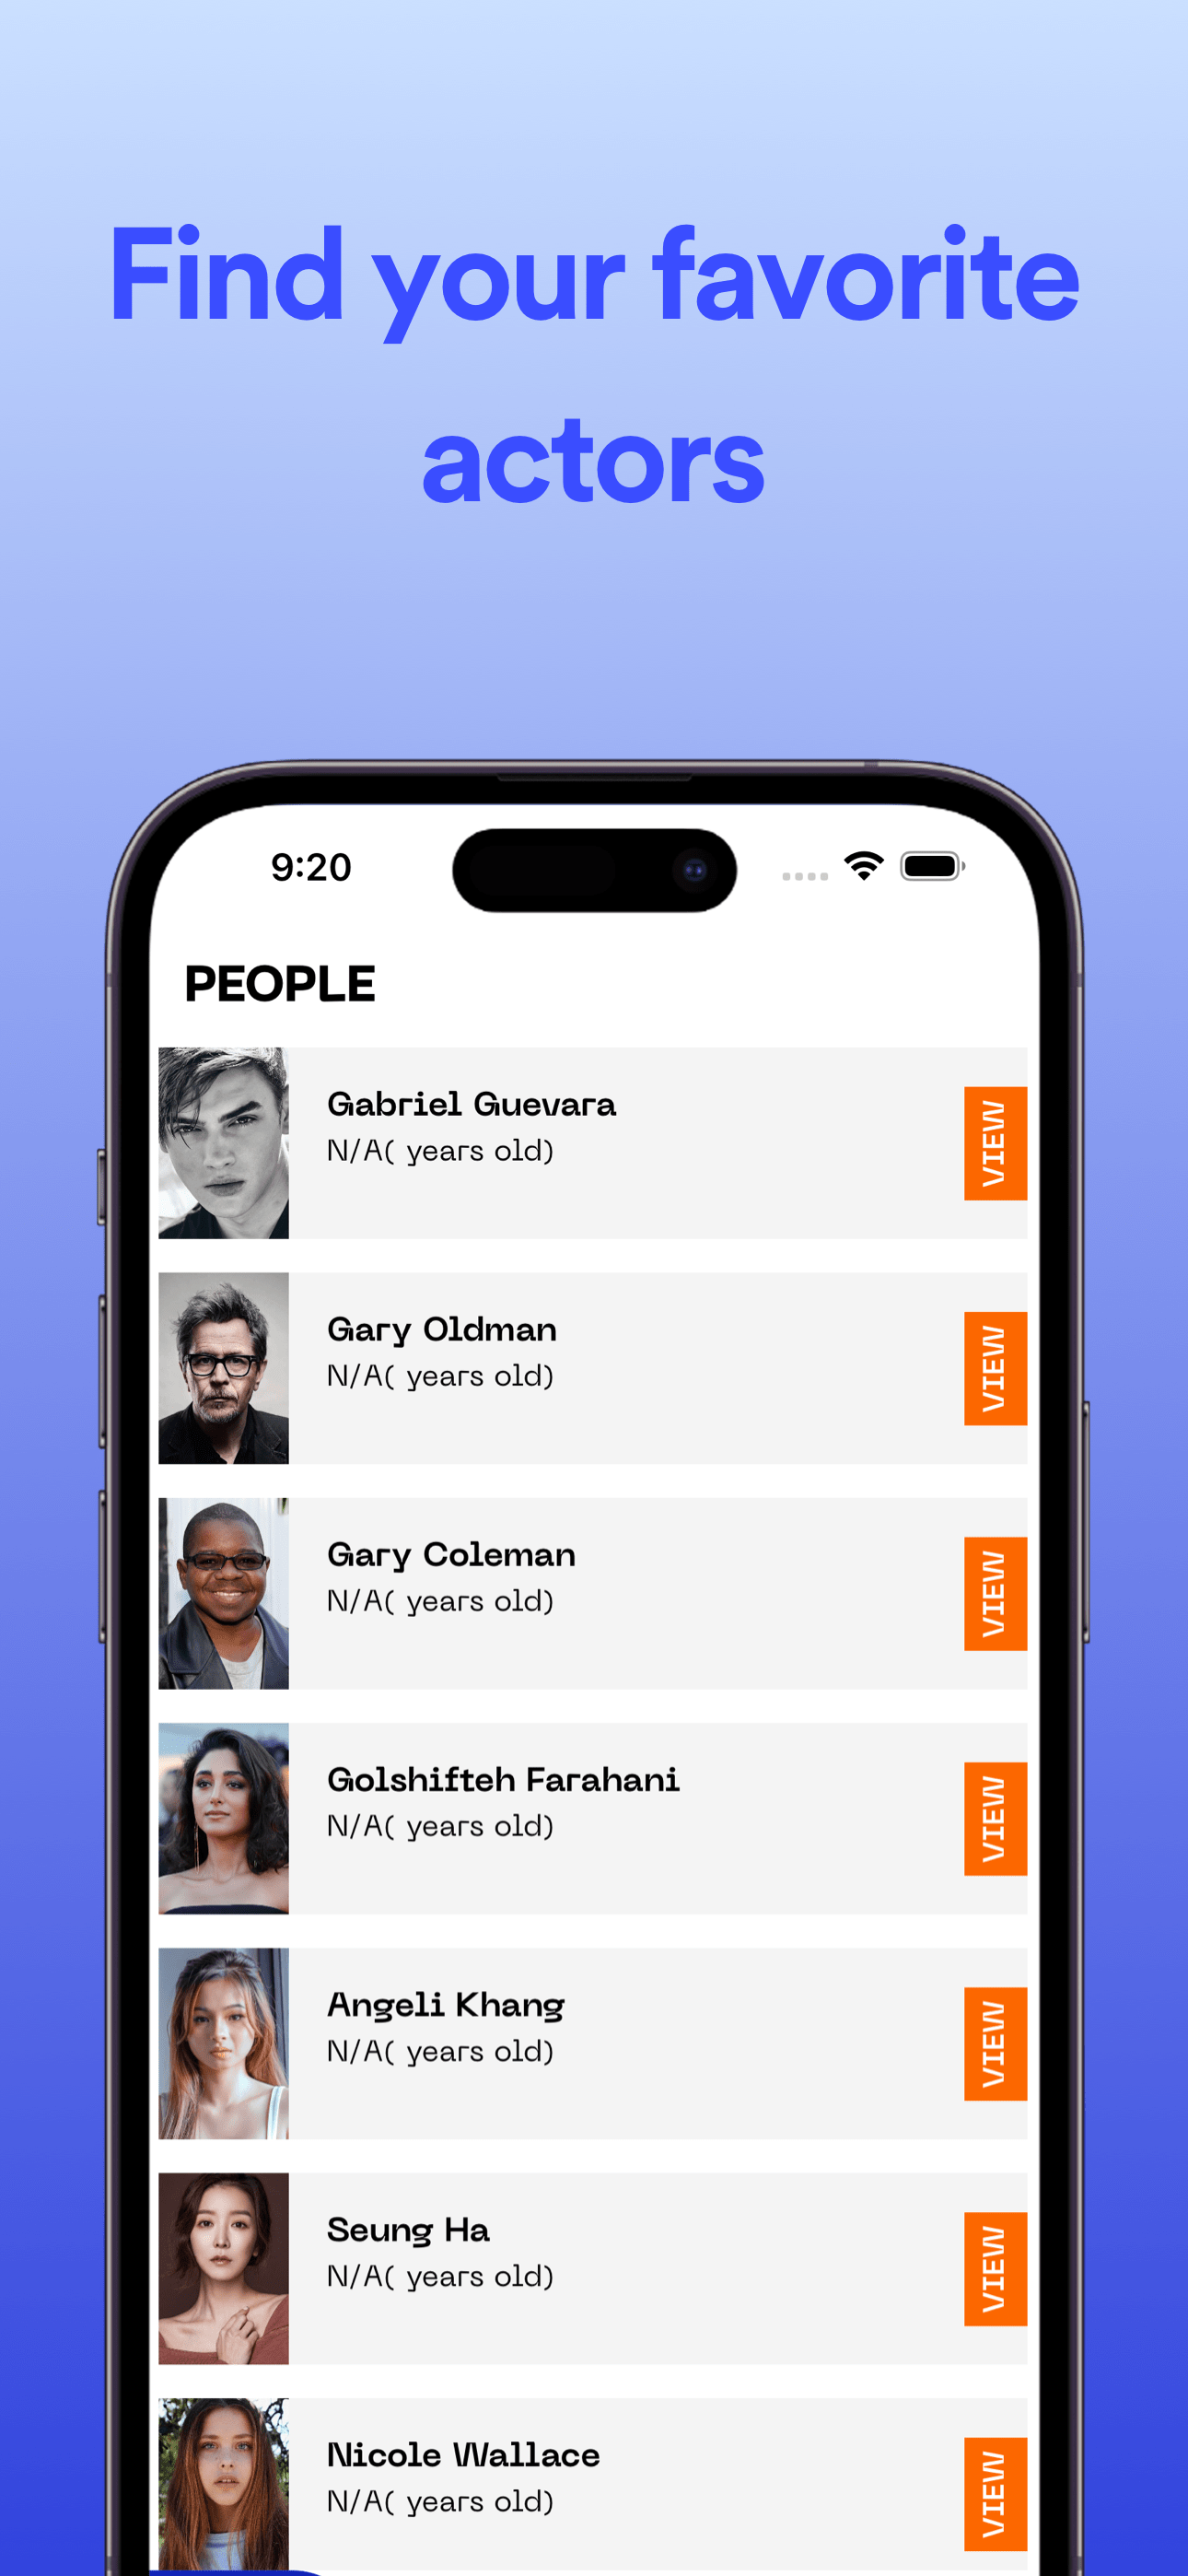 Find your favorite
actors
9:20
PEOPLE
Gabriel Guevara
N/A( years old)
VIEW
Gary Oldman
N/A( years old)
VIEW
Gary Coleman
N/A( years old)
VIEW
Golshifteh Farahani
N/A( years old)
VIEW
Angeli Khang
N/A( years old)
VIEW
Seung Ha
N/A( years old)
VIEW
Nicole Wallace
N/A( years old)
VIEW